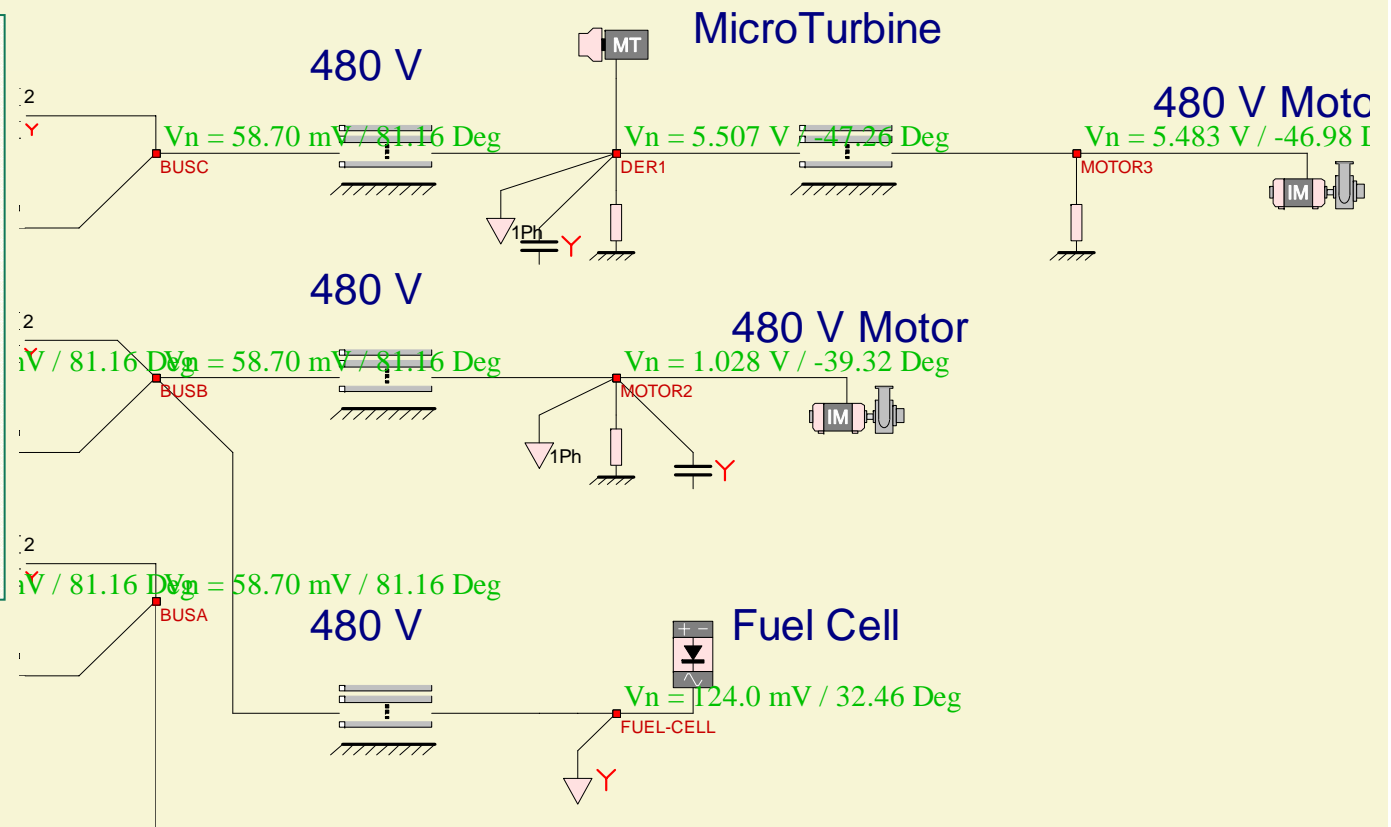 MicroTurbine
MT
480 V
480 V Moto
2
Y
Vn = 58.70 mV / 81.16 Deg
Vn = 5.507 V / -47.26 Deg
Vn = 5.483 V / -46.98 D
BUSC
DER1
MOTOR3
IM
1Ph
Y
480 V
2
480 V Motor
Y
V / 81.16 Deg
Vn = 58.70 mV / 81.16 Deg
Vn = 1.028 V / -39.32 Deg
BUSB
MOTOR2
IM
1Ph
Y
2
Y
V / 81.16 Deg
Vn = 58.70 mV / 81.16 Deg
BUSA
480 V
Fuel Cell
Vn = 124.0 mV / 32.46 Deg
FUEL-CELL
Y